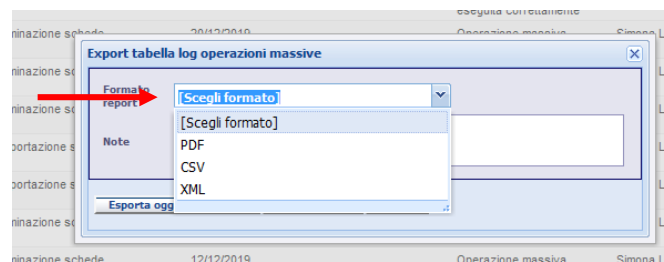 eseguita correttamente
minazione schede 20/12/2019 Operazione massiva Simona L
Export tabella log operazioni massive
minazione sc
Formato report [Scegli formato]
[Scegli formato]
minazione sc
Note PDF
portazione s
CSV
portazione s
XML
Esporta ogg
minazione sc
minazione schede 12/12/2019 Operazione massiva Simona L